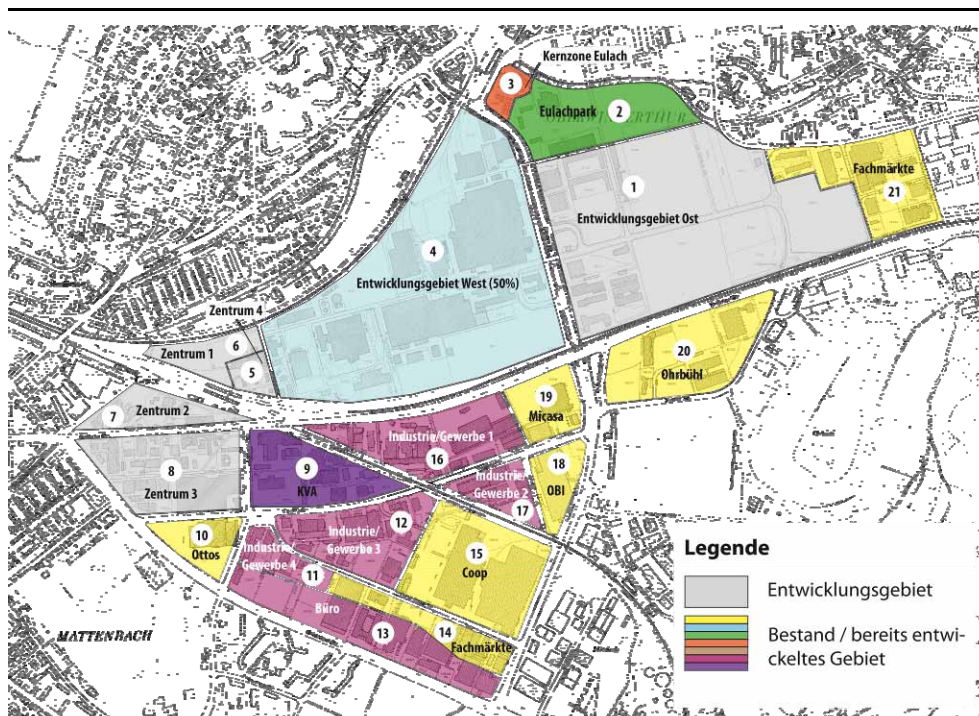 Kernzone Eulach
3
Eulachpark
2
OBERWINTERTHUR
1
Entwicklungsgebiet Ost
Fachmärkte
21
4
Entwicklungsgebiet West (50%)
Zentrum 4
6
Zentrum 1
5
20
Ohrbühl
19
Micasa
7
Zentrum 2
Industrie/Gewerbe 1
16
8
Zentrum 3
9
KVA
18
OBI
Industrie/
Gewerbe 2
17
10
Ottos
12
Industrie/
Gewerbe 3
15
Coop
Industrie/
Gewerbe 4
11
Büro
13
14
Fachmärkte
MATTENBACH
Legende
Entwicklungsgebiet
Bestand / bereits entwi-
ckeltes Gebiet